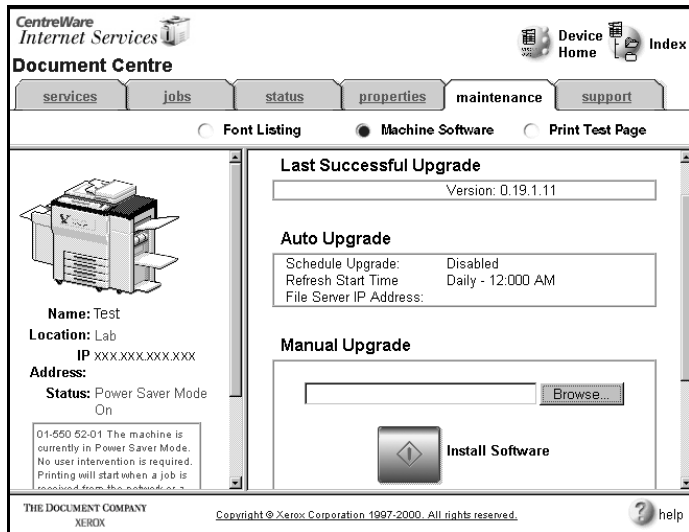 CentreWare
Internet Services
Document Centre
Device Home
Index
services
jobs
status
properties
maintenance
support
Font Listing
Machine Software
Print Test Page
Name: Test
Location: Lab
IP Address: xxx.xxx.xxx.xxx
Status: Power Saver Mode On
01-550 52-01 The machine is
currently in Power Saver Mode.
No user intervention is required.
Printing will start when a job is
received from the network or a
Last Successful Upgrade
Version: 0.19.1.11
Auto Upgrade
Schedule Upgrade: Disabled
Refresh Start Time Daily - 12:000 AM
File Server IP Address:
Manual Upgrade
Browse...
Install Software
THE DOCUMENT COMPANY
XEROX
Copyright © Xerox Corporation 1997-2000. All rights reserved.
help